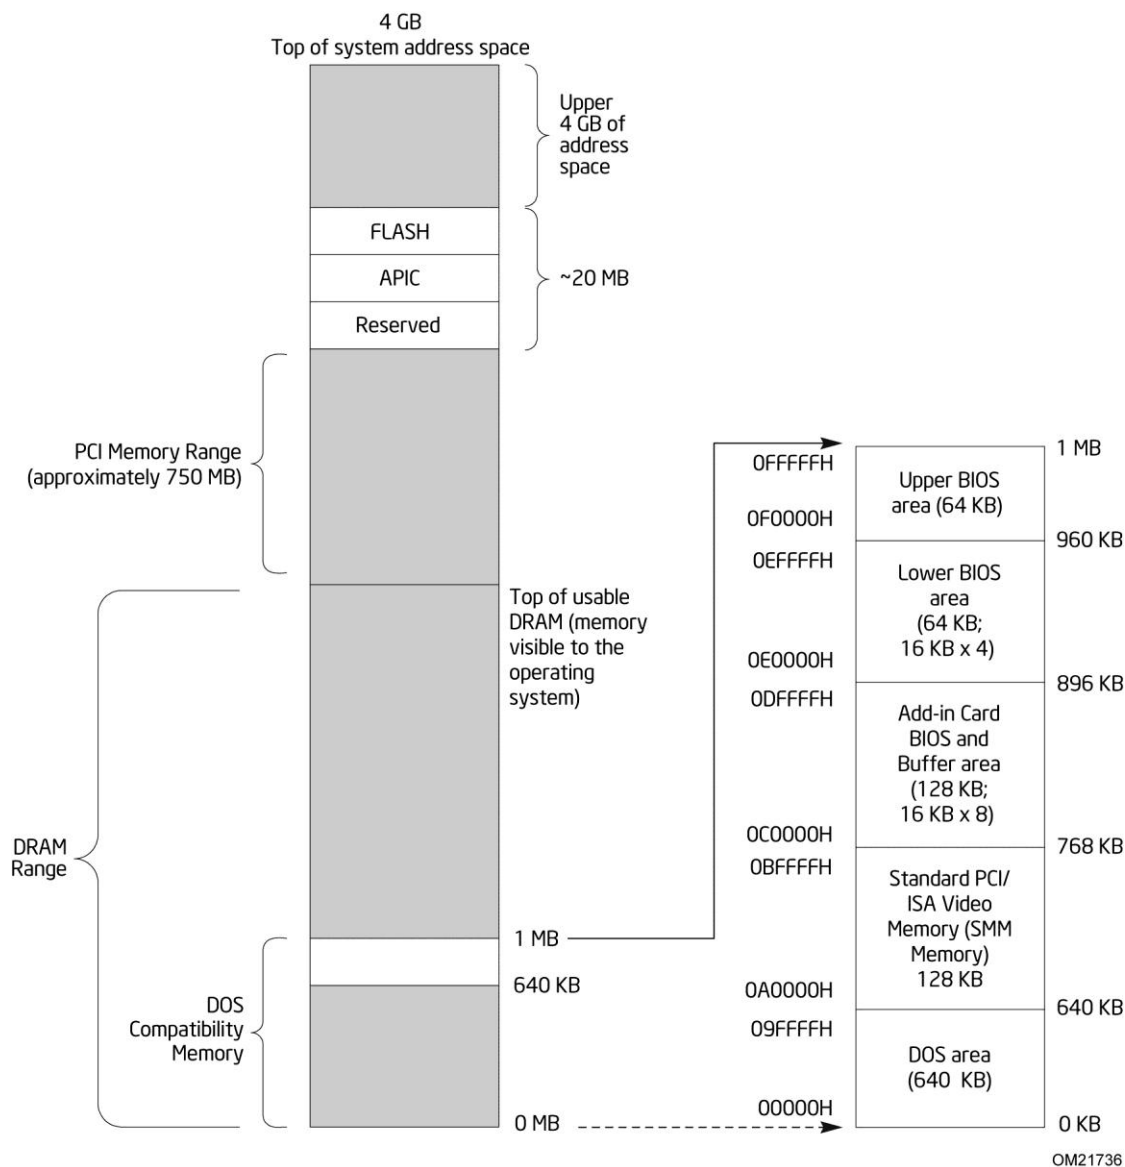 4 GB
Top of system address space
Upper
4 GB of
address
space
FLASH
APIC
~20 MB
Reserved
PCI Memory Range
(approximately 750 MB)
Top of usable
DRAM (memory
visible to the
operating
system)
DRAM
Range
1 MB
640 KB
DOS
Compatibility
Memory
0 MB
1 MB
0FFFFFH
Upper BIOS
area (64 KB)
0F0000H
960 KB
0EFFFFH
Lower BIOS
area
(64 KB;
16 KB x 4)
0E0000H
896 KB
0DFFFFH
Add-in Card
BIOS and
Buffer area
(128 KB;
16 KB x 8)
0C0000H
768 KB
0BFFFFH
Standard PCI/
ISA Video
Memory (SMM
Memory)
128 KB
0A0000H
640 KB
09FFFFH
DOS area
(640 KB)
00000H
0 KB
OM21736